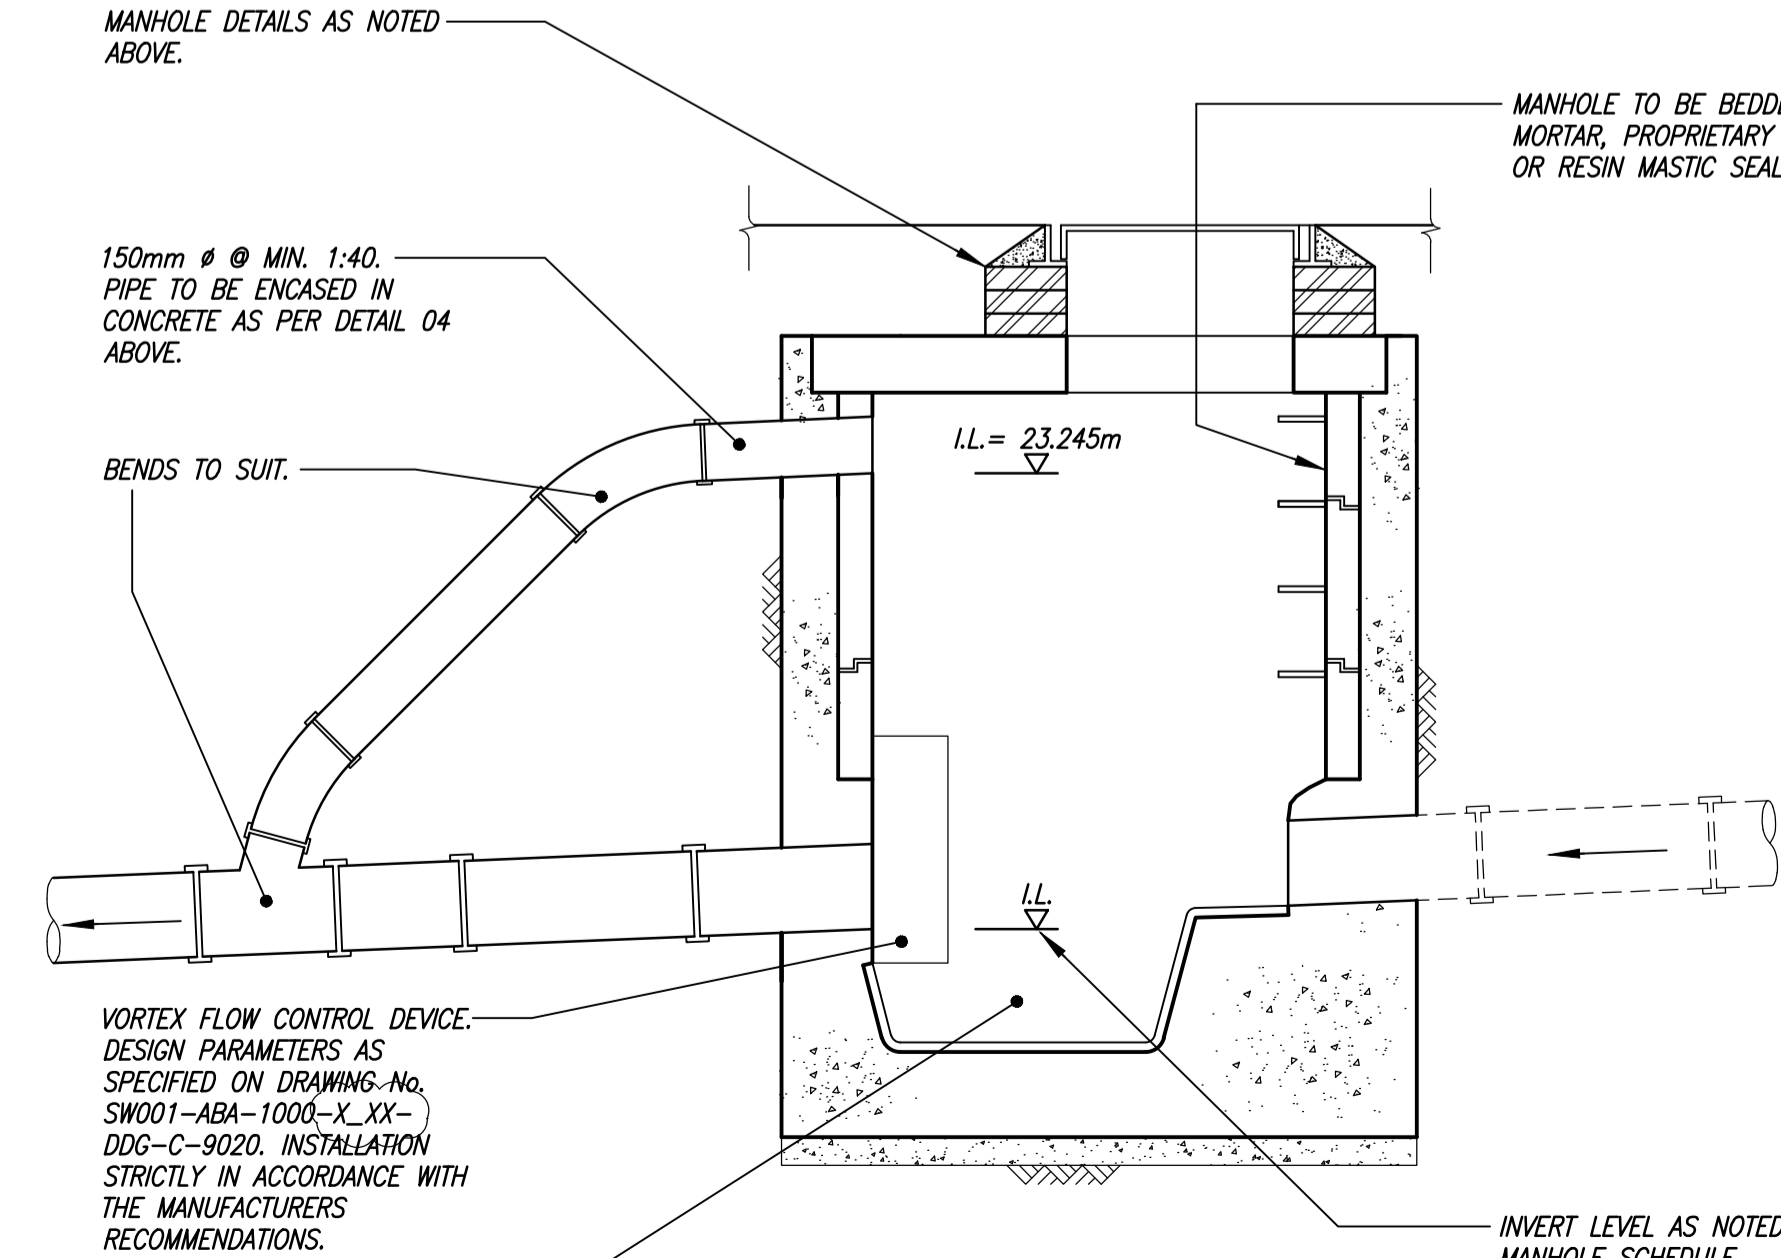 MANHOLE DETAILS AS NOTED
ABOVE.
MANHOLE TO BE
MORTAR, PROPRIETARY
OR RESIN MASTIC
150mm ø @ MIN. 1:40.
PIPE TO BE ENCASED IN
CONCRETE AS PER DETAIL 04
ABOVE.
I.L.= 23.245m
BENDS TO SUIT.
I.L.
VORTEX FLOW CONTROL DEVICE.
DESIGN PARAMETERS AS
SPECIFIED ON DRAWING No.
SW001-ABA-1000-X_XX-
DDG-C-9020. INSTALLATION
STRICTLY IN ACCORDANCE WITH
THE MANUFACTURERS
RECOMMENDATIONS.
INVERT LEVEL AS NOTED
MANHOLE SCHEDULE